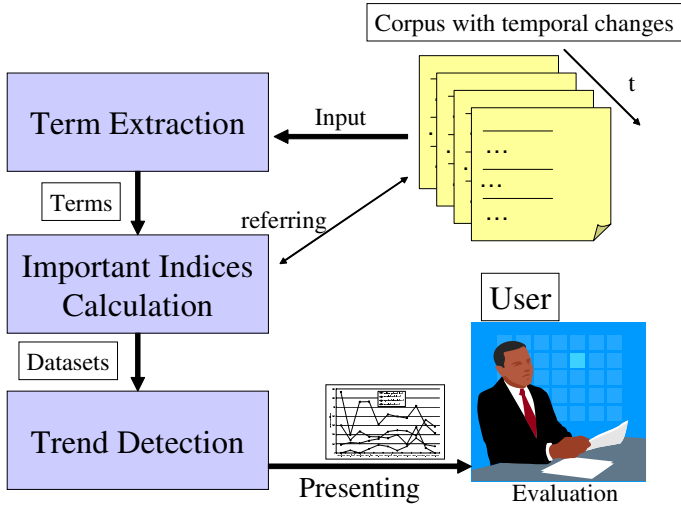 Corpus with temporal changes
t
Term Extraction
Input
...
...
...
Terms
referring
Important Indices
Calculation
User
Datasets
Trend Detection
Presenting
Evaluation